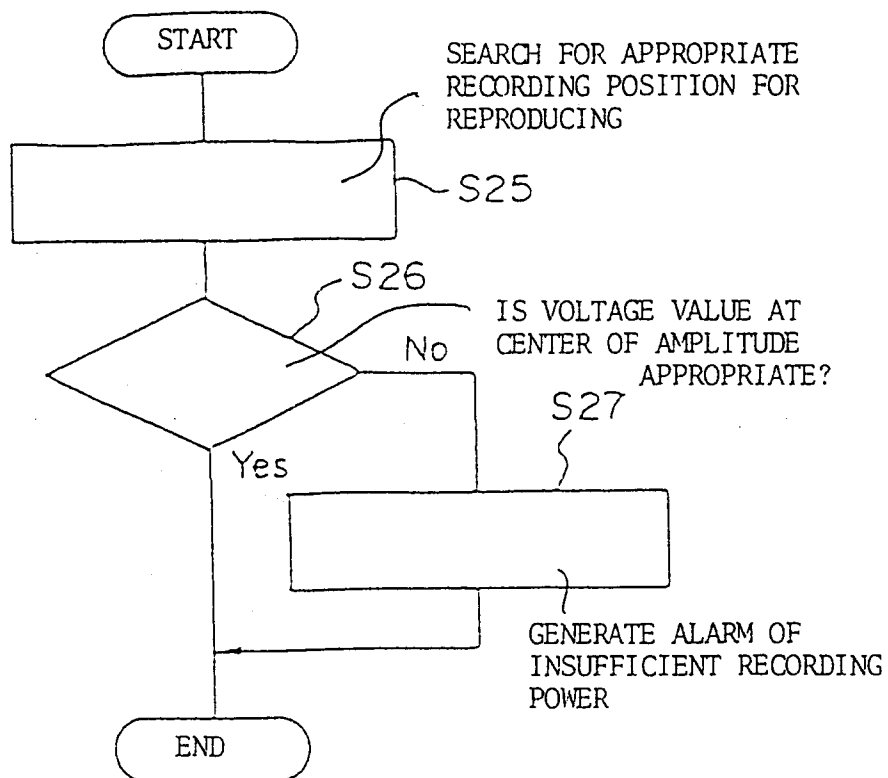 START
SEARCH FOR APPROPRIATE
RECORDING POSITION FOR
REPRODUCING
S25
S26
IS VOLTAGE VALUE AT
CENTER OF AMPLITUDE
APPROPRIATE?
No
S27
Yes
GENERATE ALARM OF
INSUFFICIENT RECORDING
POWER
END